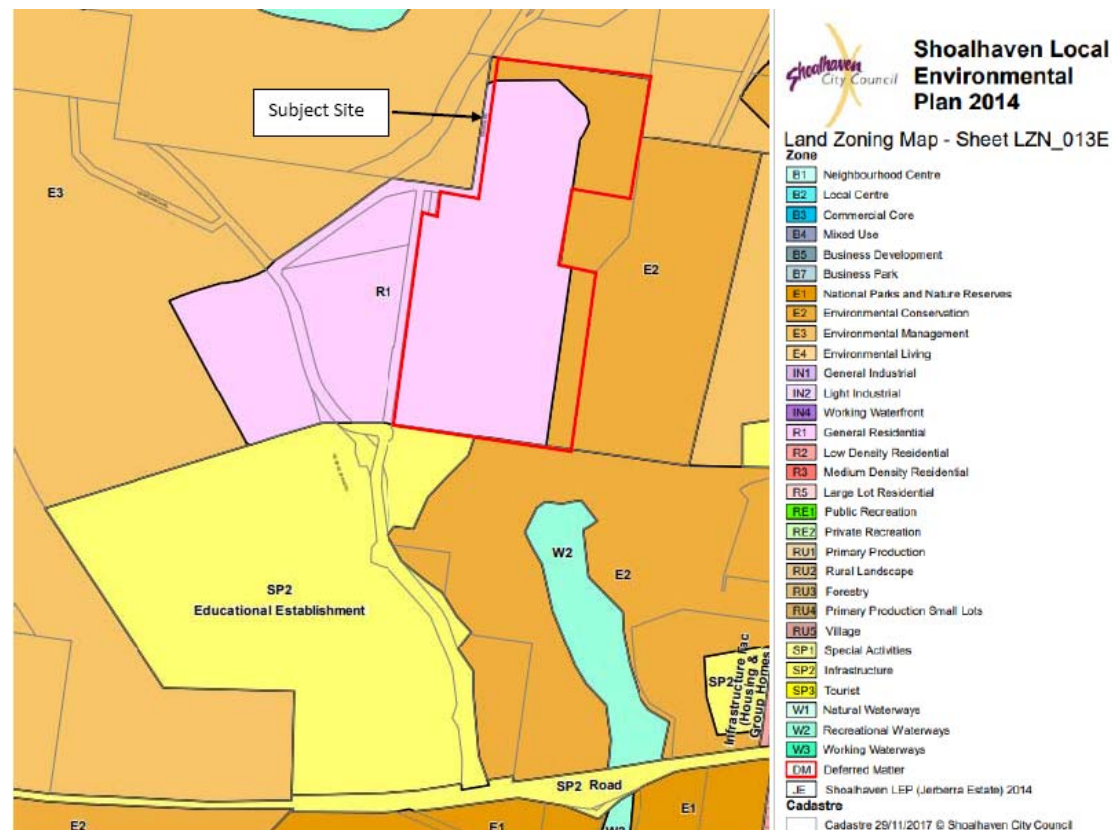 Subject Site
E3
R1
E2
W2
E2
SP2
Educational Establishment
SP2
Infrastructure Fac
(Housing &
Group Homes
SP2 Road
E2
E1
E1
W2
Shoalhaven
City Council
Shoalhaven Local
Environmental
Plan 2014
Land Zoning Map - Sheet LZN_013E
Zone
B1 Neighbourhood Centre
B2 Local Centre
B3 Commercial Core
B4 Mixed Use
B5 Business Development
B7 Business Park
E1 National Parks and Nature Reserves
E2 Environmental Conservation
E3 Environmental Management
E4 Environmental Living
IN1 General Industrial
IN2 Light Industrial
IN4 Working Waterfront
R1 General Residential
R2 Low Density Residential
R3 Medium Density Residential
R5 Large Lot Residential
RE1 Public Recreation
RE2 Private Recreation
RU1 Primary Production
RU2 Rural Landscape
RU3 Forestry
RU4 Primary Production Small Lots
RU5 Village
SP1 Special Activities
SP2 Infrastructure
SP3 Tourist
W1 Natural Waterways
W2 Recreational Waterways
W3 Working Waterways
DM Deferred Matter
JE Shoalhaven LEP (Jerberra Estate) 2014
Cadastre
Cadastre 29/11/2017 © Shoalhaven City Council